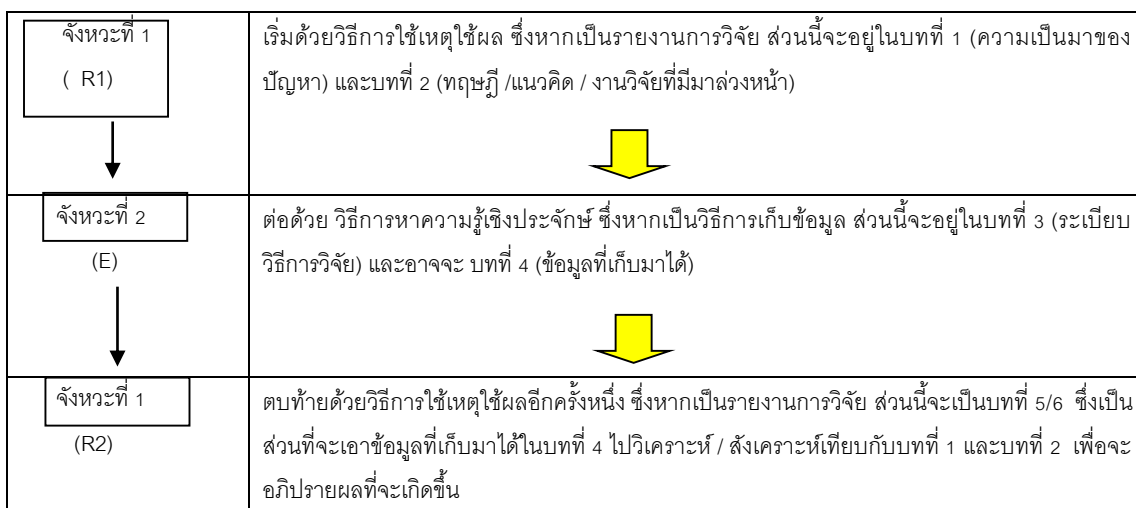 จังหวะที่ 1
( R1)
เริ่มด้วยวิธีการใช้เหตุใช้ผล ซึ่งหากเป็นรายงานการวิจัย ส่วนนี้จะอยู่ในบทที่ 1 (ความเป็นมาของ
ปัญหา) และบทที่ 2 (ทฤษฎี /แนวคิด / งานวิจัยที่มีมาล่วงหน้า)
จังหวะที่ 2
(E)
ต่อด้วย วิธีการหาความรู้เชิงประจักษ์ ซึ่งหากเป็นวิธีการเก็บข้อมูล ส่วนนี้จะอยู่ในบทที่ 3 (ระเบียบ
วิธีการวิจัย) และอาจจะ บทที่ 4 (ข้อมูลที่เก็บมาได้)
จังหวะที่ 1
(R2)
ตบท้ายด้วยวิธีการใช้เหตุใช้ผลอีกครั้งหนึ่ง ซึ่งหากเป็นรายงานการวิจัย ส่วนนี้จะเป็นบทที่ 5/6 ซึ่งเป็น
ส่วนที่จะเอาข้อมูลที่เก็บมาได้ในบทที่ 4 ไปวิเคราะห์ / สังเคราะห์เทียบกับบทที่ 1 และบทที่ 2 เพื่อจะ
อภิปรายผลที่จะเกิดขึ้น